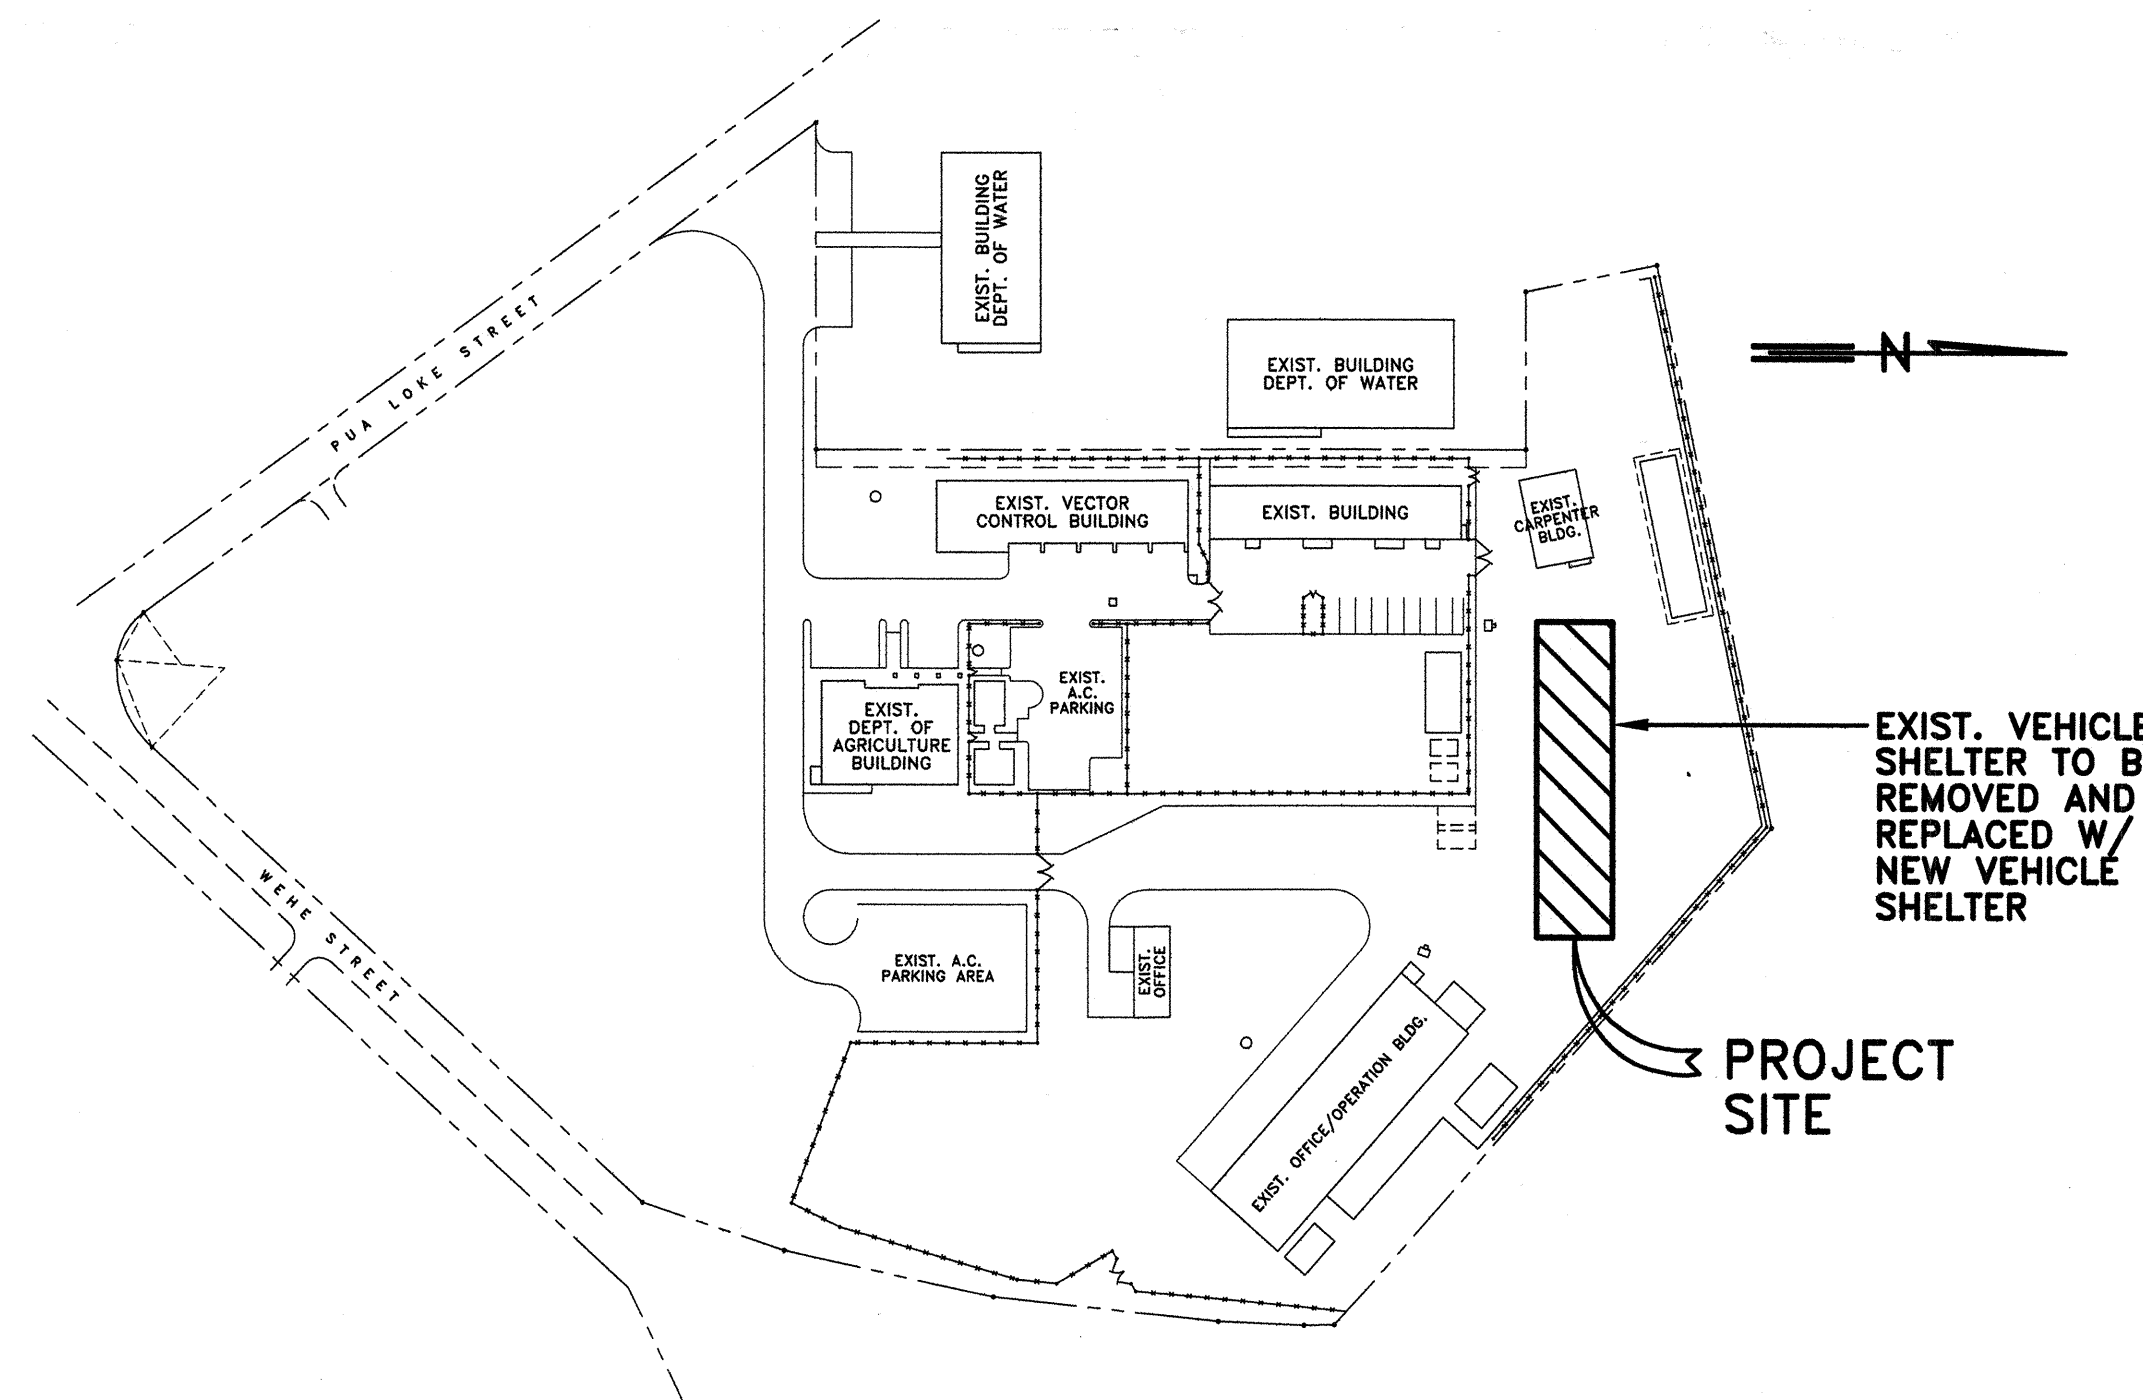 EXIST. BUILDING
DEPT. OF WATER
PUA LOKE STREET
EXIST. BUILDING
DEPT. OF WATER
N
EXIST. VECTOR
CONTROL BUILDING
EXIST. BUILDING
EXIST.
CARPENTER
BLDG.
EXIST.
A.C.
PARKING
EXIST.
DEPT. OF
AGRICULTURE
BUILDING
EXIST. VEHICLE
SHELTER TO B
REMOVED AND
REPLACED W/
NEW VEHICLE
SHELTER
WEHE STREET
EXIST. A.C.
PARKING AREA
EXIST.
OFFICE
EXIST. OFFICE/OPERATION BLDG.
PROJECT
SITE